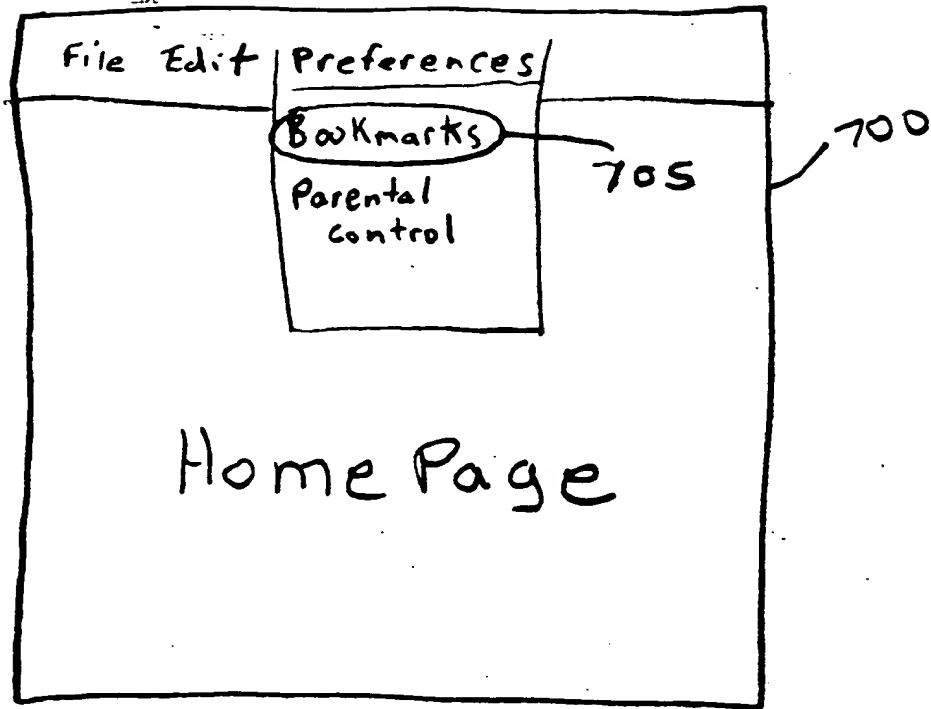 File Edit Preferences
Bookmarks
700
705
Parental
control
Home Page